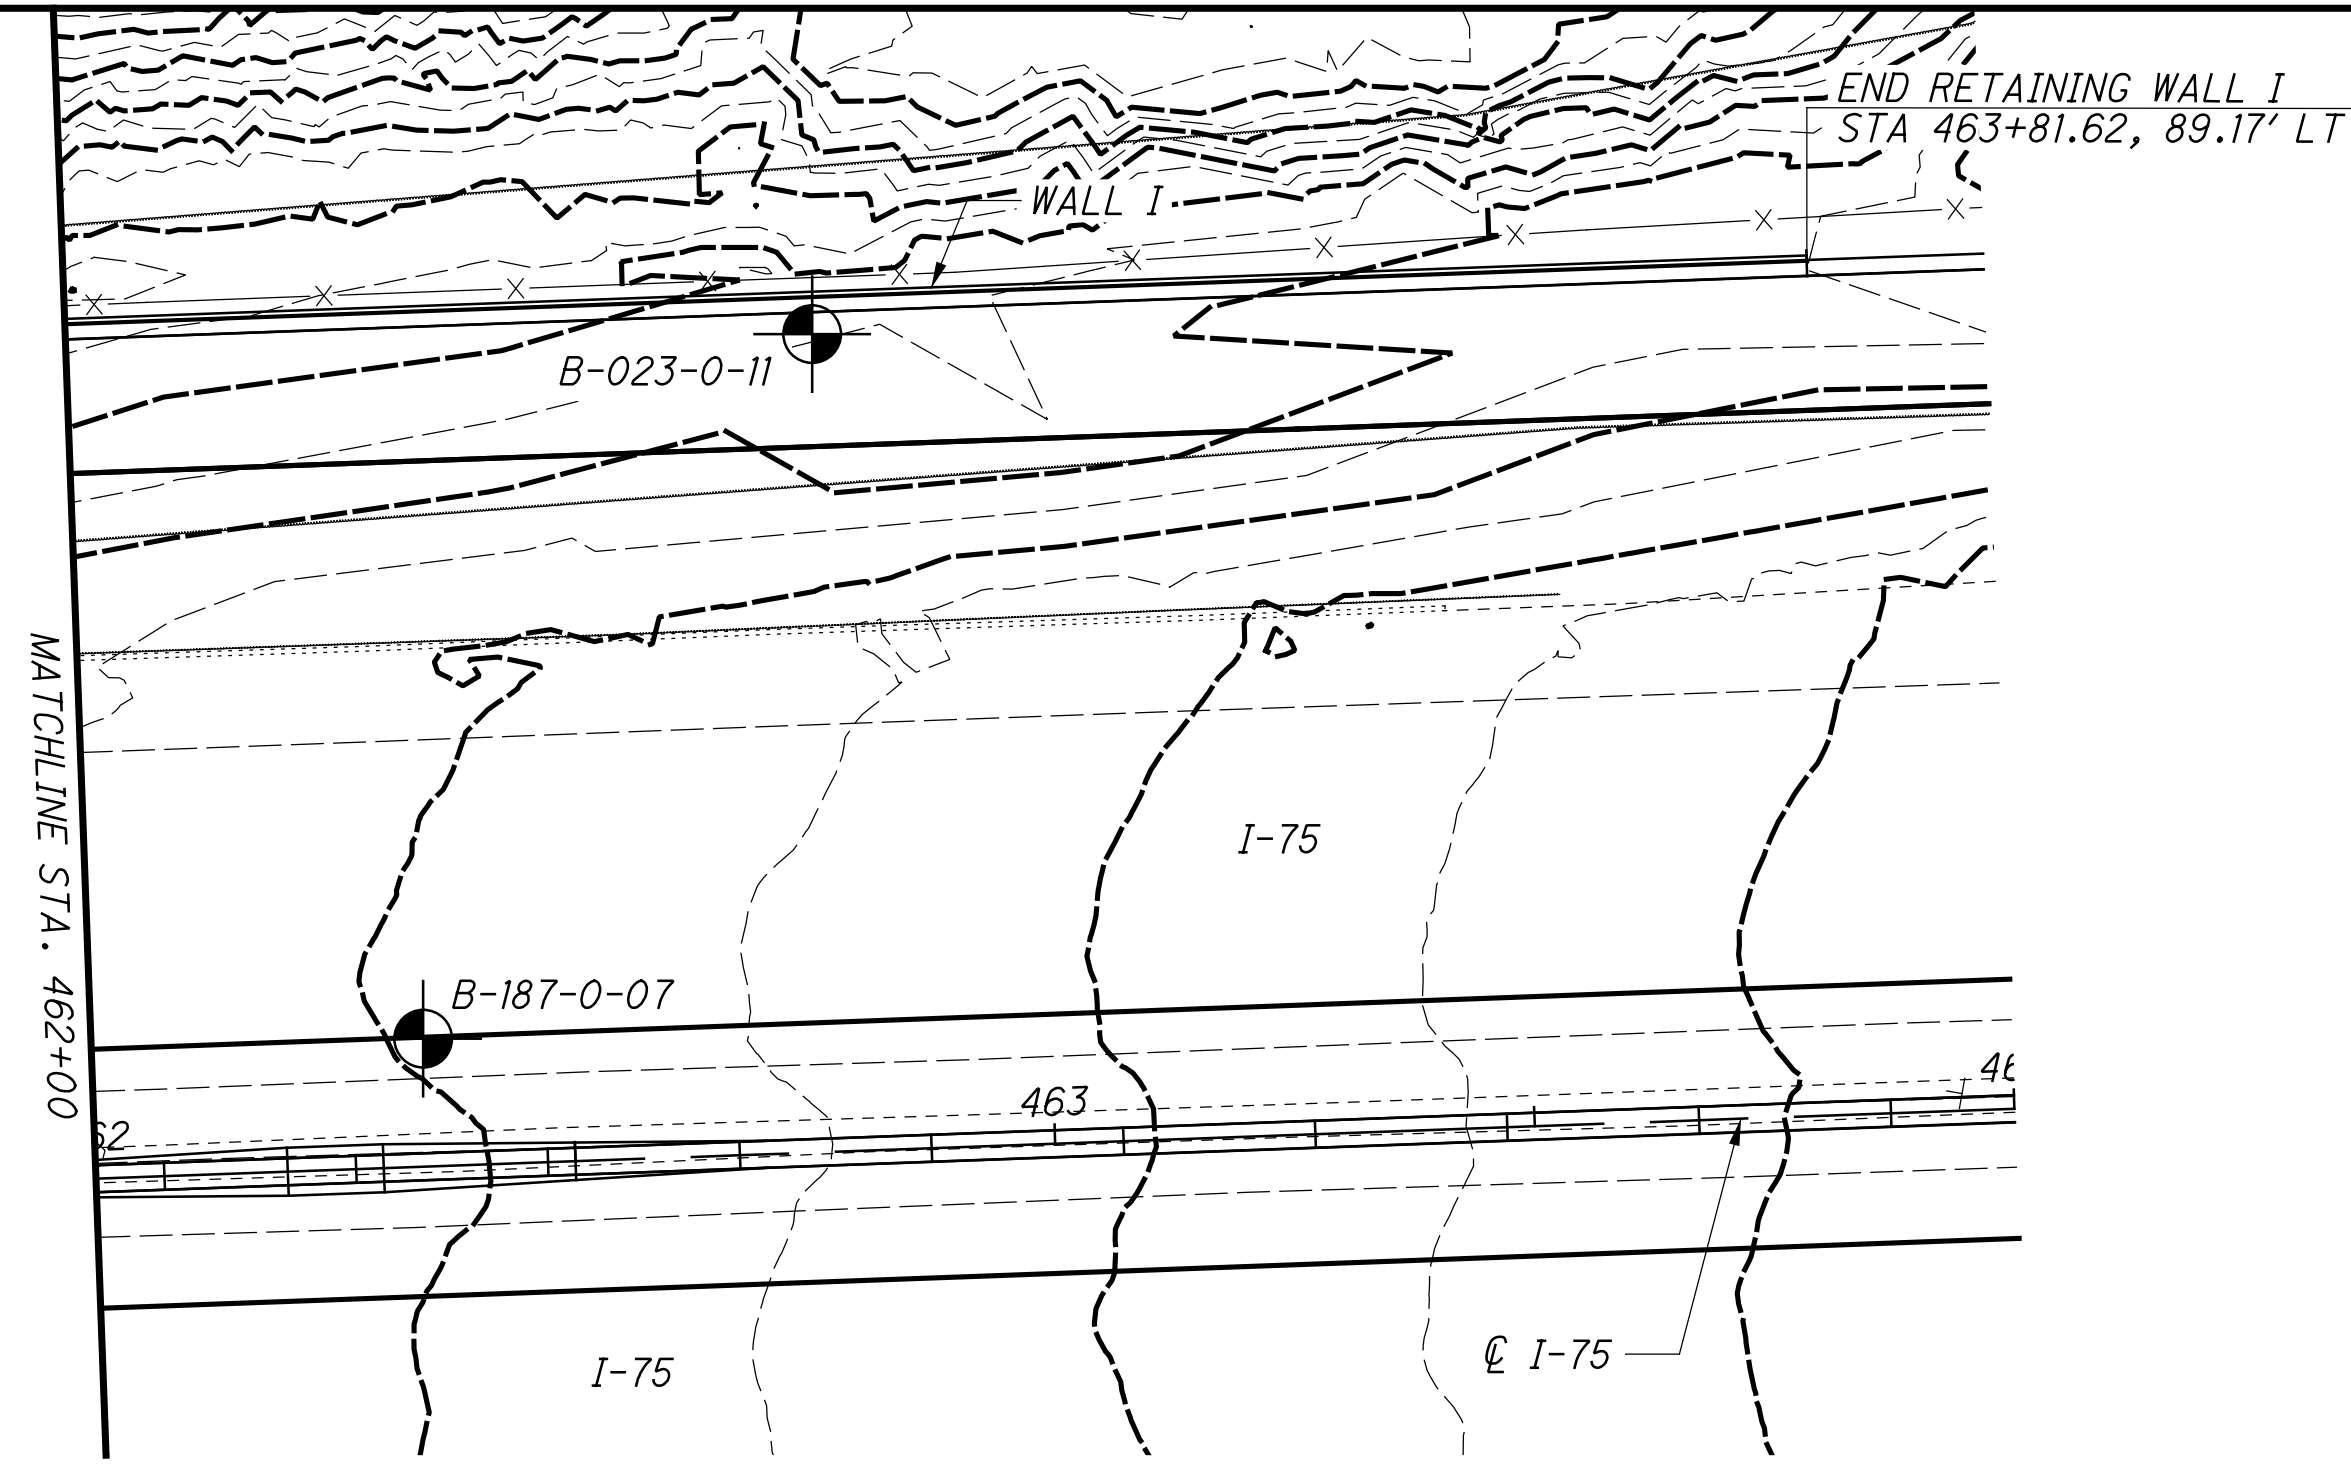 END RETAINING WALL I
STA 463+81.62, 89.17' LT
WALL I
B-023-0-11
MATCHLINE STA. 462+00
I-75
B-187-0-07
463
I-75
℄ I-75